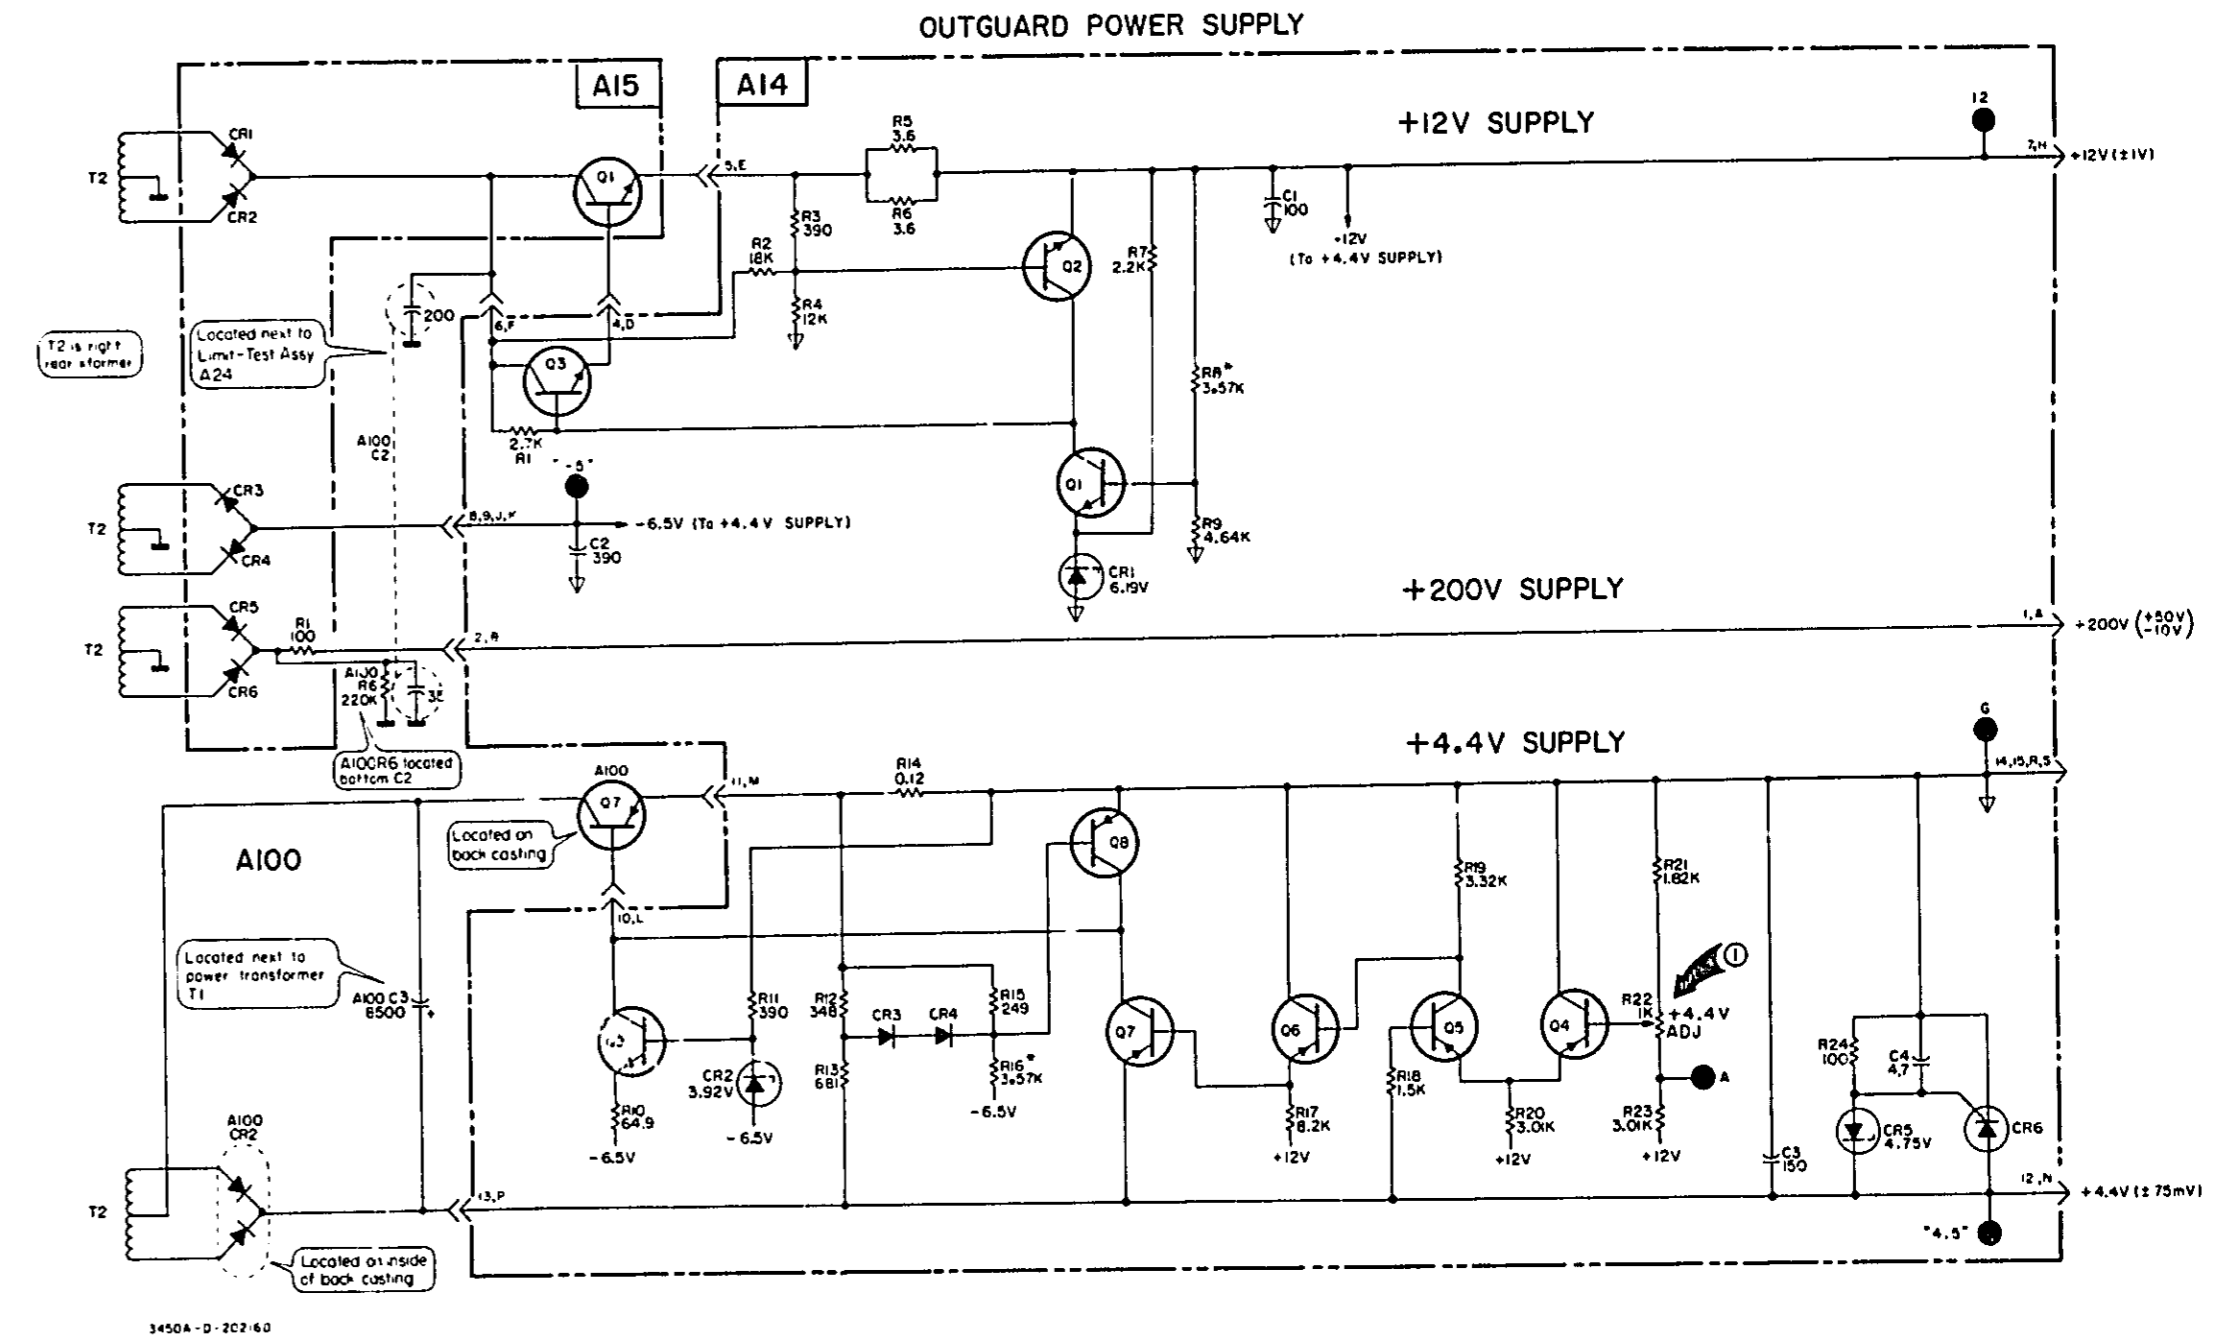 OUTGUARD POWER SUPPLY
A15
A14
+12V SUPPLY
12
7,H
+12V(±1V)
T2
CR1
CR2
Q1
5,E
R5
3.6
R6
3.6
R3
390
R2
18K
R4
12K
Q2
R7
2.2K
C1
100
+12V
(To +4.4V SUPPLY)
T2 is right
rear xformer
Located next to
Limit-Test Assy
A24
200
6,F
4,D
Q3
2.7K
R1
R8*
3.57K
A100
C2
"-5"
Q1
R9
4.64K
CR1
6.19V
T2
CR3
CR4
8,9,J,K
-6.5V (To +4.4V SUPPLY)
C2
390
+200V SUPPLY
1,A
+200V (+50V
-10V)
T2
CR5
CR6
R1
100
A100
R6
220K
A100R6 located
bottom C2
+4.4V SUPPLY
G
14,15,R,S
A100
Q7
11,M
R14
0.12
Located on
back casting
A100
10,L
Q8
R19
3.32K
R21
1.82K
1
Located next to
power transformer
T1
A100 C3
8500
+
R11
390
R12
348
CR3
CR4
R15
249
Q7
Q6
Q5
Q4
R22
1K
+4.4V
ADJ
CR2
3.92V
R13
681
R16*
3.57K
-6.5V
R18
1.5K
A
R24
100
C4
4.7
R10
64.9
-6.5V
-6.5V
R17
8.2K
+12V
R20
3.01K
+12V
R23
3.01K
+12V
C3
150
CR5
4.75V
CR6
A100
CR2
T2
13,P
12,N
+4.4V(±75mV)
"4.5"
Located on inside
of back casting
3450A-D-202160